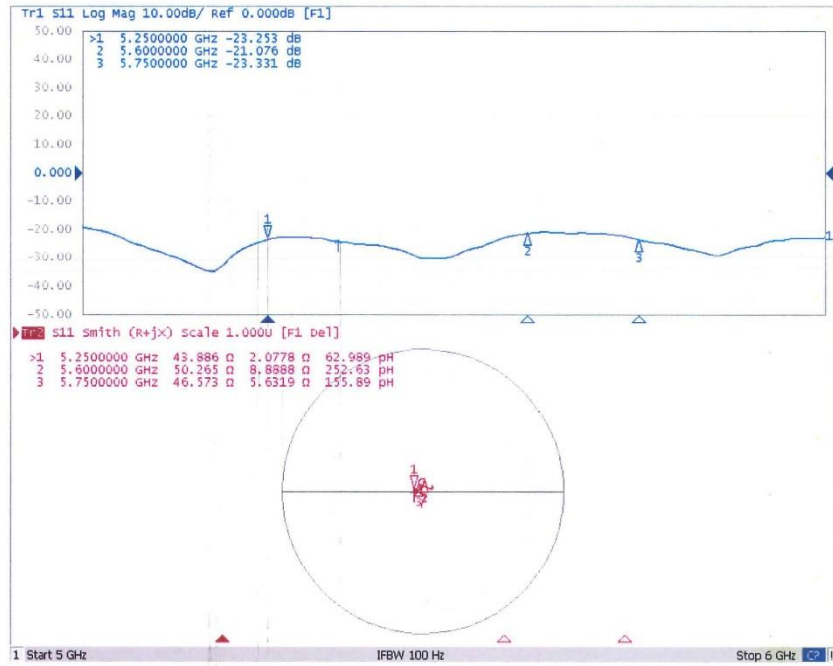 Tr1 S11 Log Mag 10.00dB/ Ref 0.000dB [F1]
50.00
>1 5.2500000 GHz -23.253 dB
2 5.6000000 GHz -21.076 dB
3 5.7500000 GHz -23.331 dB
40.00
30.00
20.00
10.00
0.000
-10.00
-20.00
-30.00
-40.00
-50.00
1
2
3
1
Tr2 S11 Smith (R+jX) Scale 1.000U [F1 Del]
>1 5.2500000 GHz 43.886 Ω 2.0778 Ω 62.989 pH
2 5.6000000 GHz 50.265 Ω 8.8888 Ω 252.63 pH
3 5.7500000 GHz 46.573 Ω 5.6319 Ω 155.89 pH
1
1 Start 5 GHz IFBW 100 Hz Stop 6 GHz C?